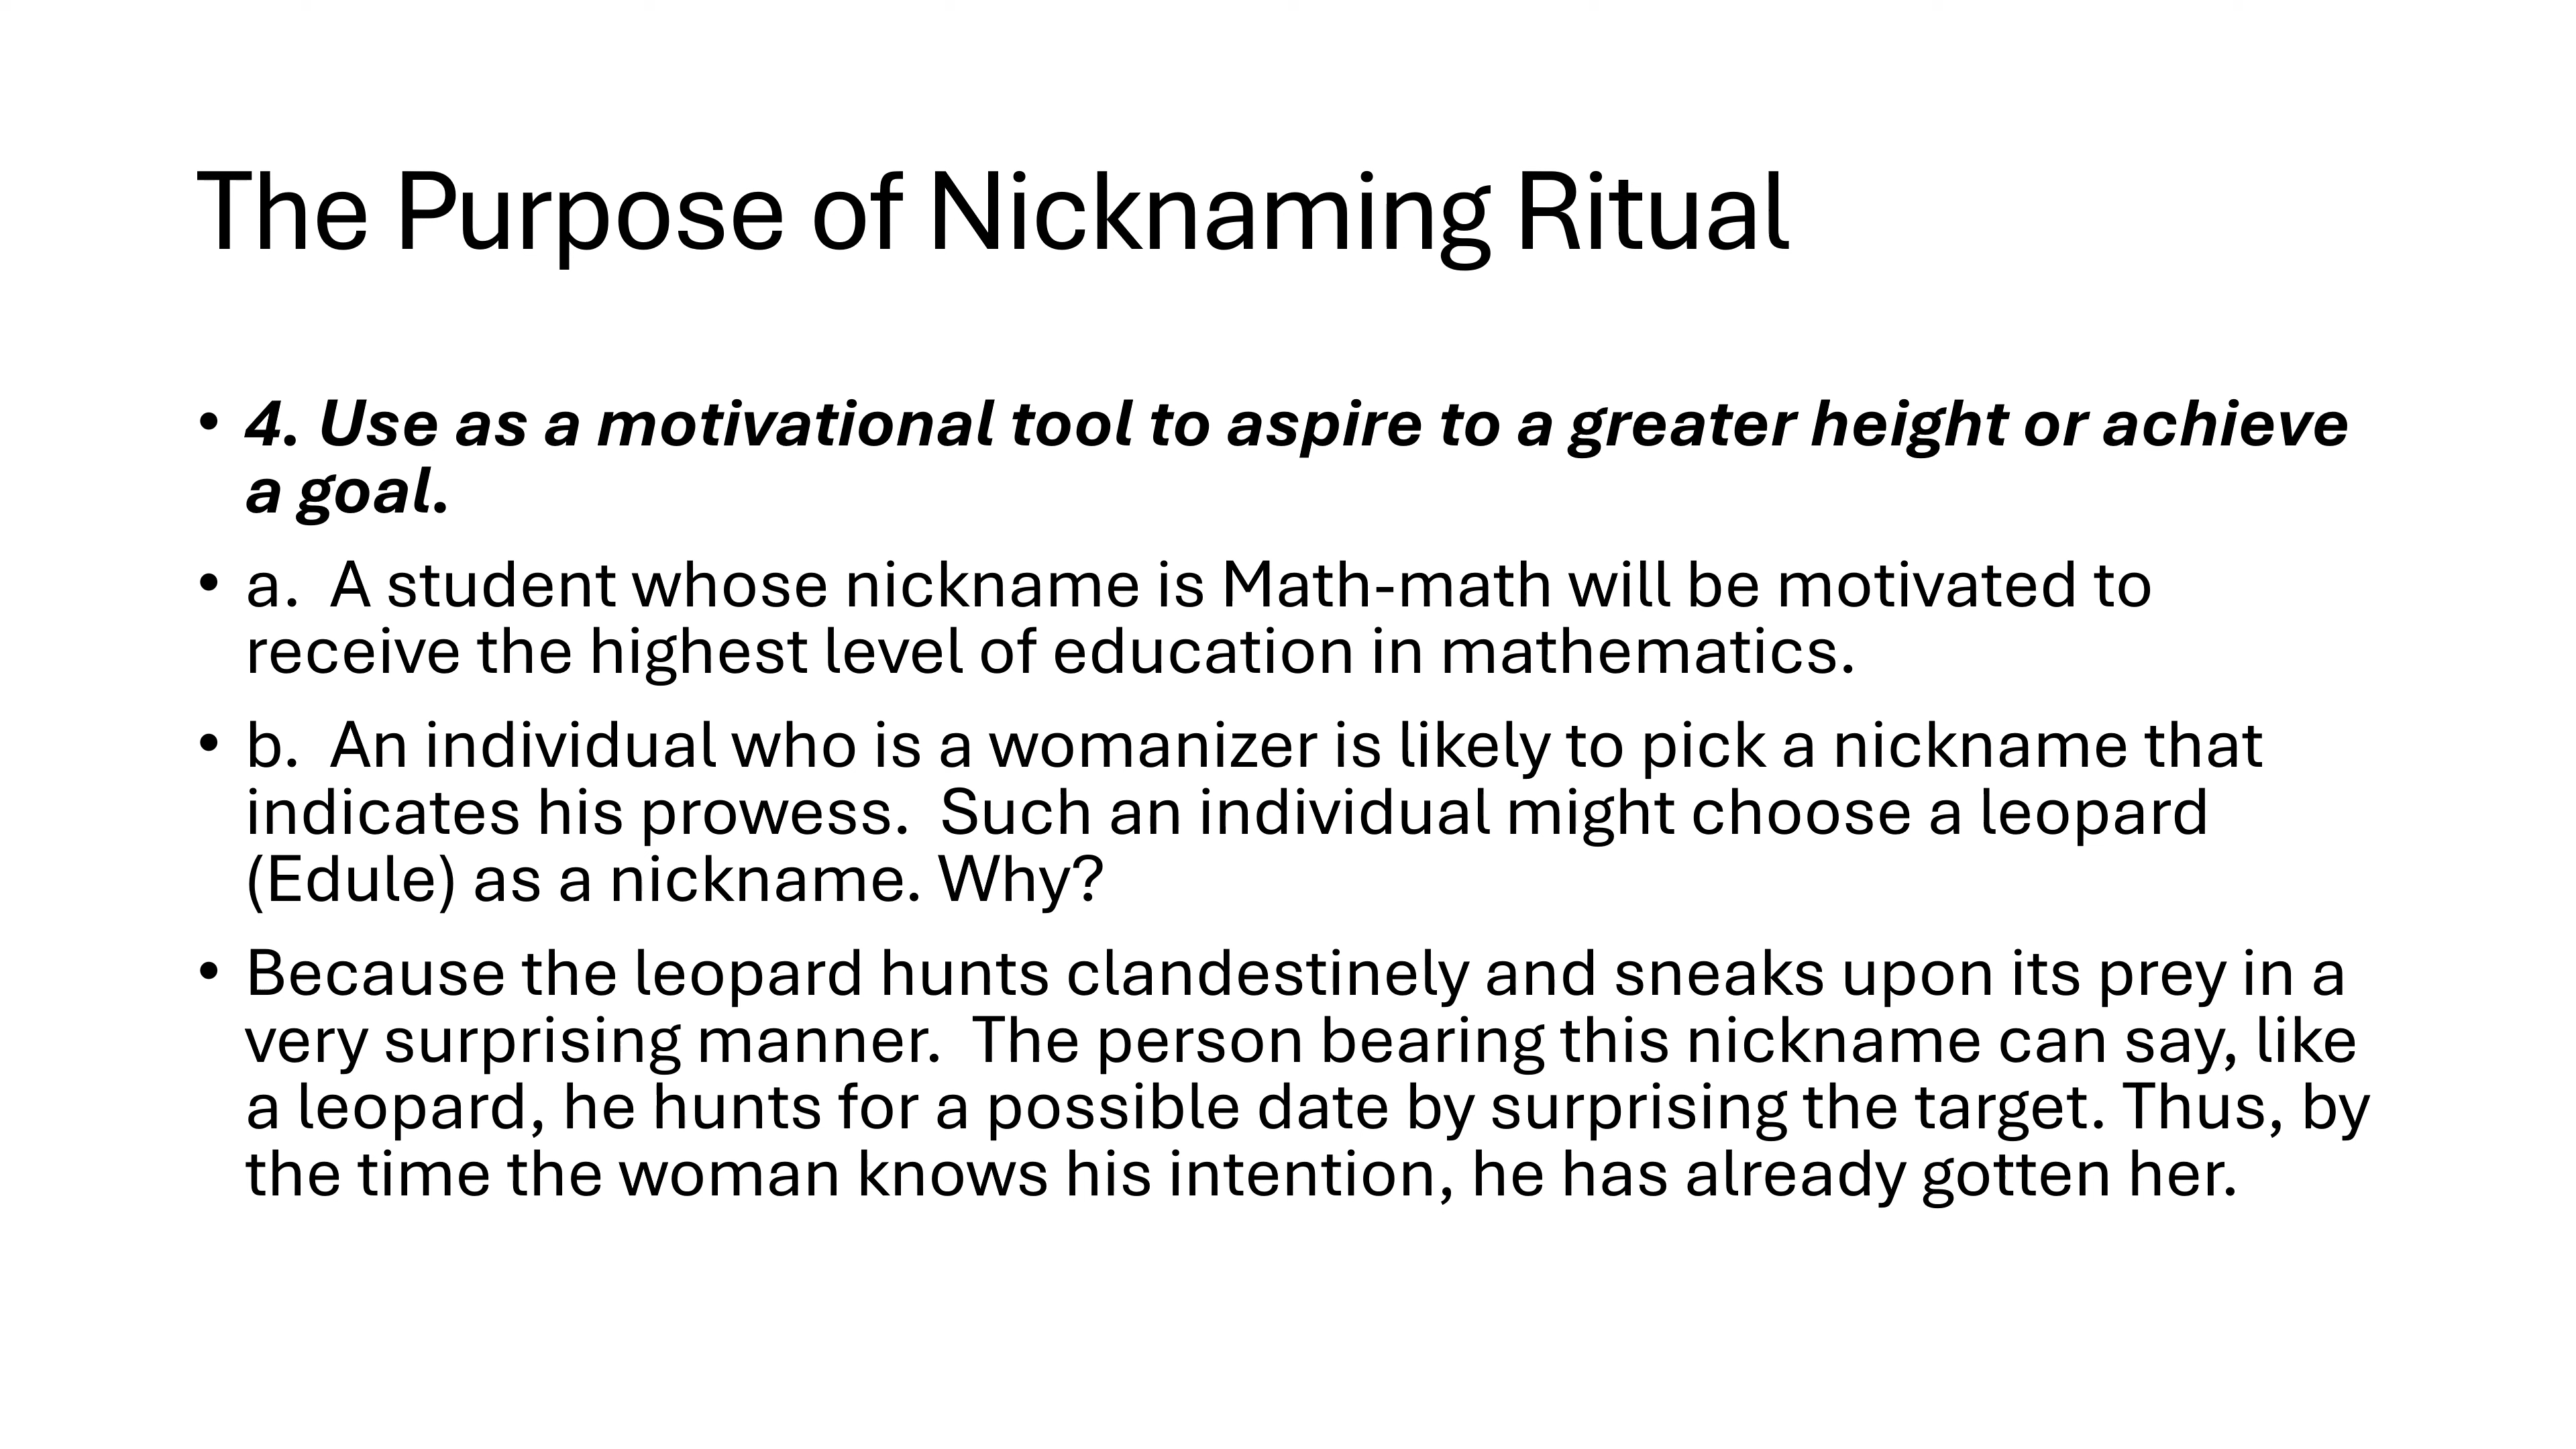 The Purpose of Nicknaming Ritual
• 4. Use as a motivational tool to aspire to a greater height or achieve
a goal.
• a.  A student whose nickname is Math-math will be motivated to
receive the highest level of education in mathematics.
• b.  An individual who is a womanizer is likely to pick a nickname that
indicates his prowess.  Such an individual might choose a leopard
(Edule) as a nickname. Why?
• Because the leopard hunts clandestinely and sneaks upon its prey in a
very surprising manner.  The person bearing this nickname can say, like
a leopard, he hunts for a possible date by surprising the target. Thus, by
the time the woman knows his intention, he has already gotten her.